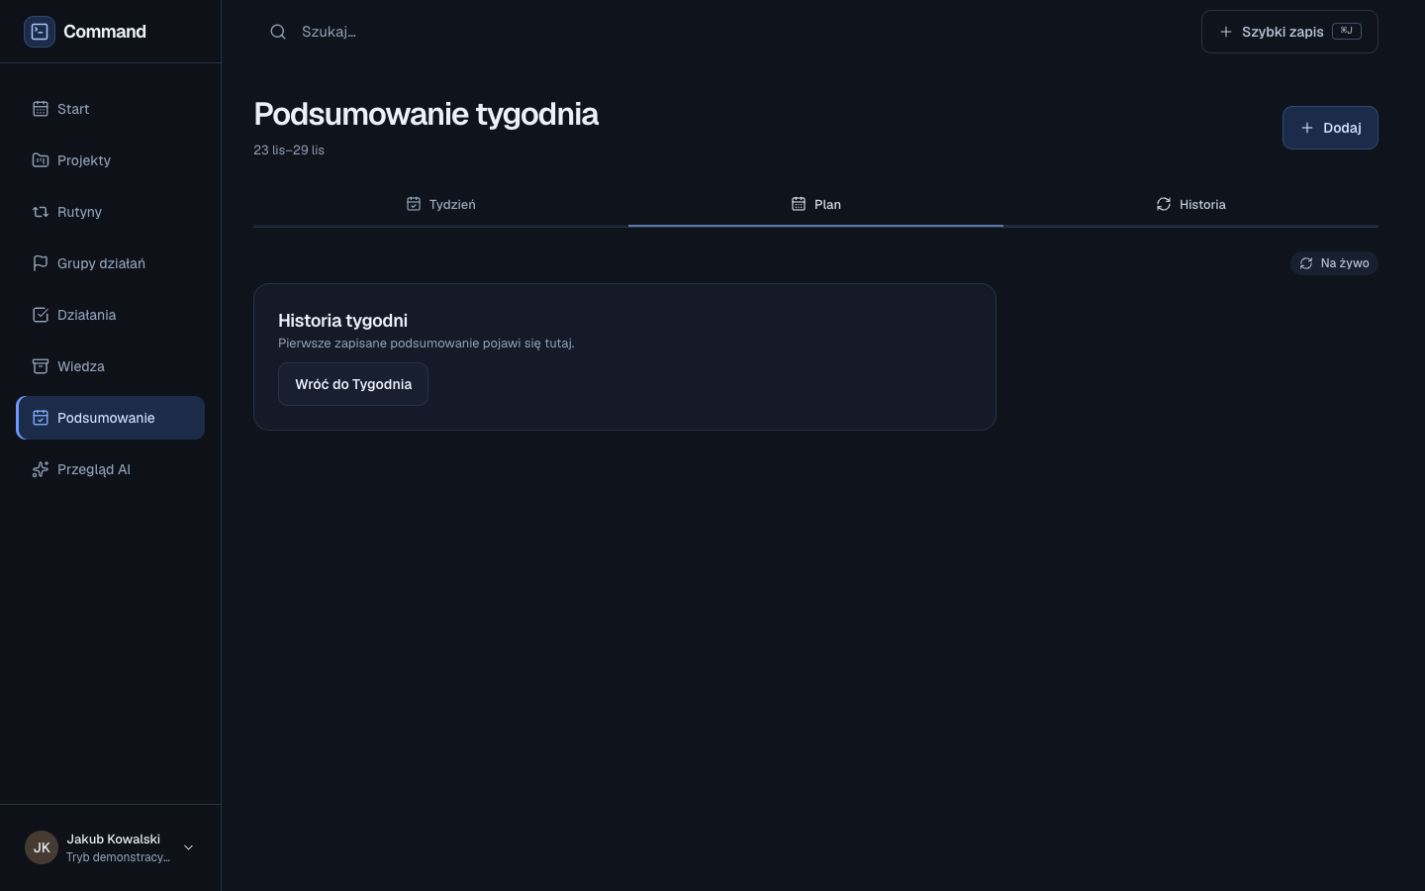 Command
Szukaj...
Szybki zapis ⌘J
Start
Projekty
Rutyny
Grupy działań
Działania
Wiedza
Podsumowanie
Przegląd AI
Podsumowanie tygodnia
23 lis–29 lis
Dodaj
Tydzień
Plan
Historia
Na żywo
Historia tygodni
Pierwsze zapisane podsumowanie pojawi się tutaj.
Wróć do Tygodnia
JK
Jakub Kowalski
Tryb demonstracy...